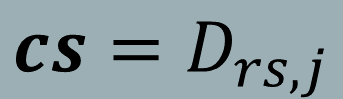 cs = D_{rs,j}